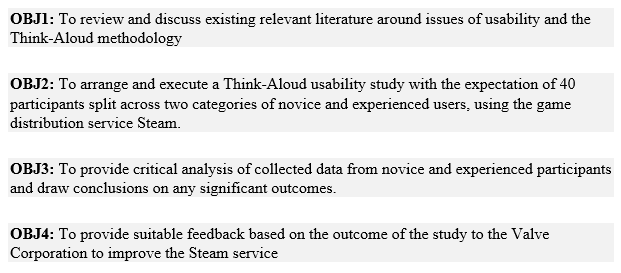 OBJ1: To review and discuss existing relevant literature around issues of usability and the
Think-Aloud methodology
OBJ2: To arrange and execute a Think-Aloud usability study with the expectation of 40
participants split across two categories of novice and experienced users, using the game
distribution service Steam.
OBJ3: To provide critical analysis of collected data from novice and experienced participants
and draw conclusions on any significant outcomes.
OBJ4: To provide suitable feedback based on the outcome of the study to the Valve
Corporation to improve the Steam service